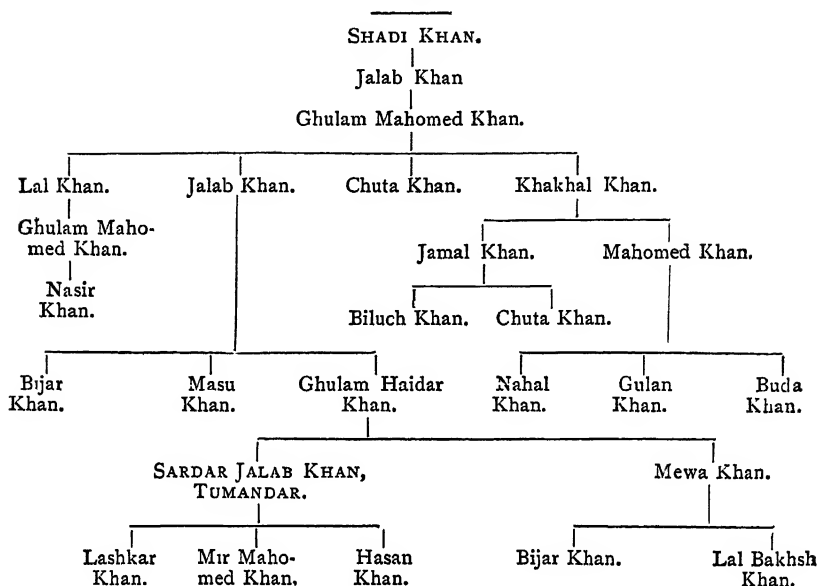 SHADI KHAN.
Jalab Khan
Ghulam Mahomed Khan.
Lal Khan. Jalab Khan. Chuta Khan. Khakhal Khan.
Ghulam Maho-
med Khan.
Jamal Khan. Mahomed Khan.
Nasir
Khan.
Biluch Khan. Chuta Khan.
Bijar Masu Ghulam Haidar Nahal Gulan Buda
Khan. Khan. Khan. Khan. Khan. Khan.
SARDAR JALAB KHAN, Mewa Khan.
TUMANDAR.
Lashkar Mir Maho- Hasan Bijar Khan. Lal Bakhsh
Khan. med Khan, Khan. Khan.